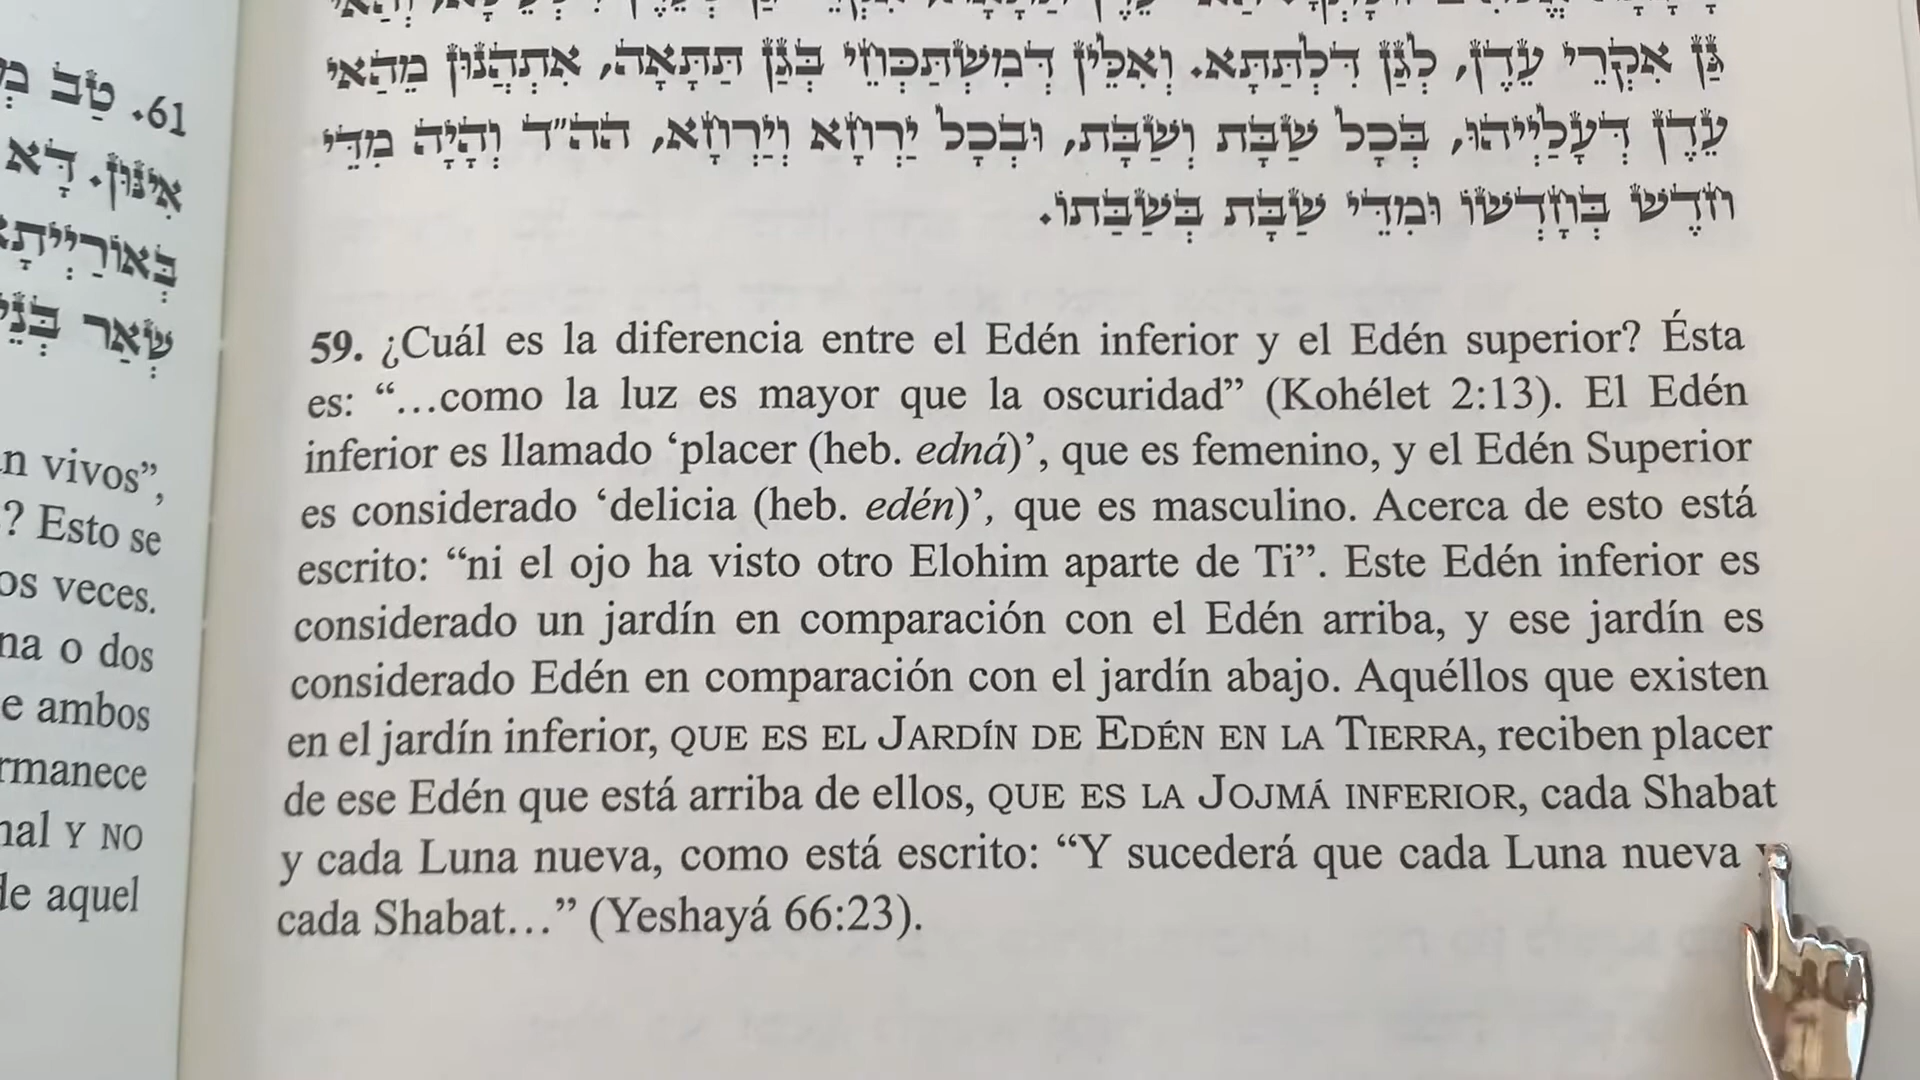 גַּן אִקְרֵי עֵדֶן, לְגַן דִּלְתַּתָּא. וְאִלֵּין דְּמִשְׁתַּכְּחֵי בְּגַן תַּתָּאָה, אִתְהֲנוּן מֵהַאי
עֵדֶן דְּעָלַיְיהוּ, בְּכָל שַׁבָּת וְשַׁבָּת, וּבְכָל יַרְחָא וְיַרְחָא, הה"ד וְהָיָה מִדֵּי
חֹדֶשׁ בְּחָדְשׁוֹ וּמִדֵּי שַׁבָּת בְּשַׁבַּתּוֹ.
59. ¿Cuál es la diferencia entre el Edén inferior y el Edén superior? Ésta
es: “…como la luz es mayor que la oscuridad” (Kohélet 2:13). El Edén
inferior es llamado ‘placer (heb. edná)’, que es femenino, y el Edén Superior
es considerado ‘delicia (heb. edén)’, que es masculino. Acerca de esto está
escrito: “ni el ojo ha visto otro Elohim aparte de Ti”. Este Edén inferior es
considerado un jardín en comparación con el Edén arriba, y ese jardín es
considerado Edén en comparación con el jardín abajo. Aquéllos que existen
en el jardín inferior, QUE ES EL JARDÍN DE EDÉN EN LA TIERRA, reciben placer
de ese Edén que está arriba de ellos, QUE ES LA JOJMÁ INFERIOR, cada Shabat
y cada Luna nueva, como está escrito: “Y sucederá que cada Luna nueva y
cada Shabat…” (Yeshayá 66:23).
61. טַב
אִינּוּן. דָּא
בְּאוֹרַיְיתָא
שְׁאַר בְּנֵי
n vivos”,
? Esto se
os veces.
na o dos
e ambos
rmanece
nal Y NO
de aquel